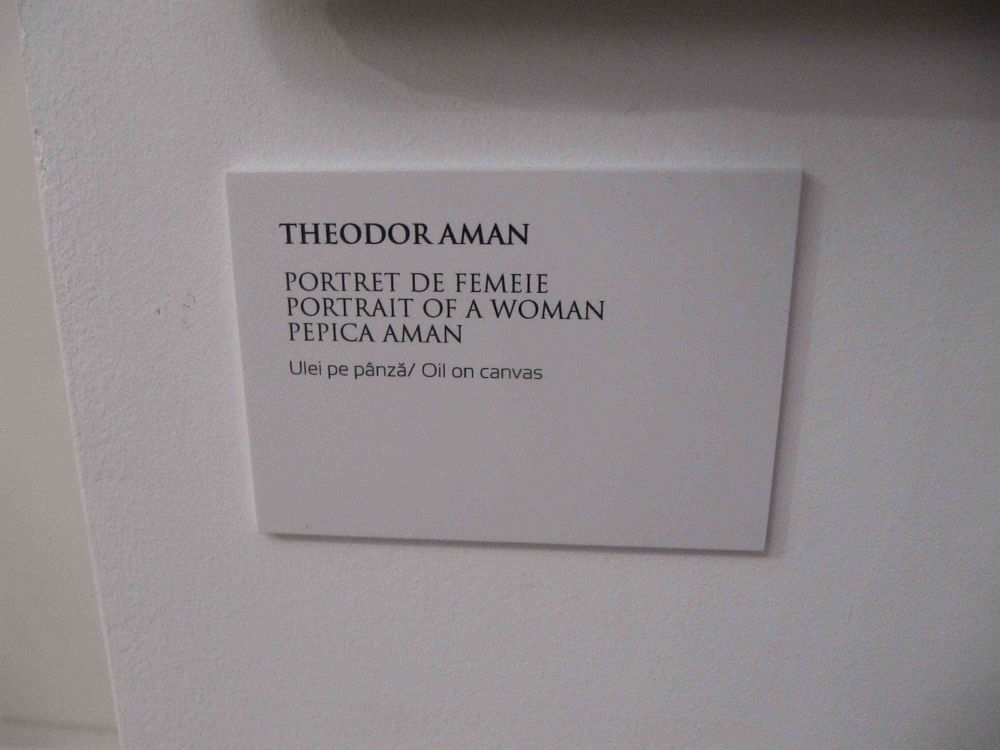 THEODOR AMAN
PORTRET DE FEMEIE
PORTRAIT OF A WOMAN
PEPICA AMAN
Ulei pe pânză/ Oil on canvas